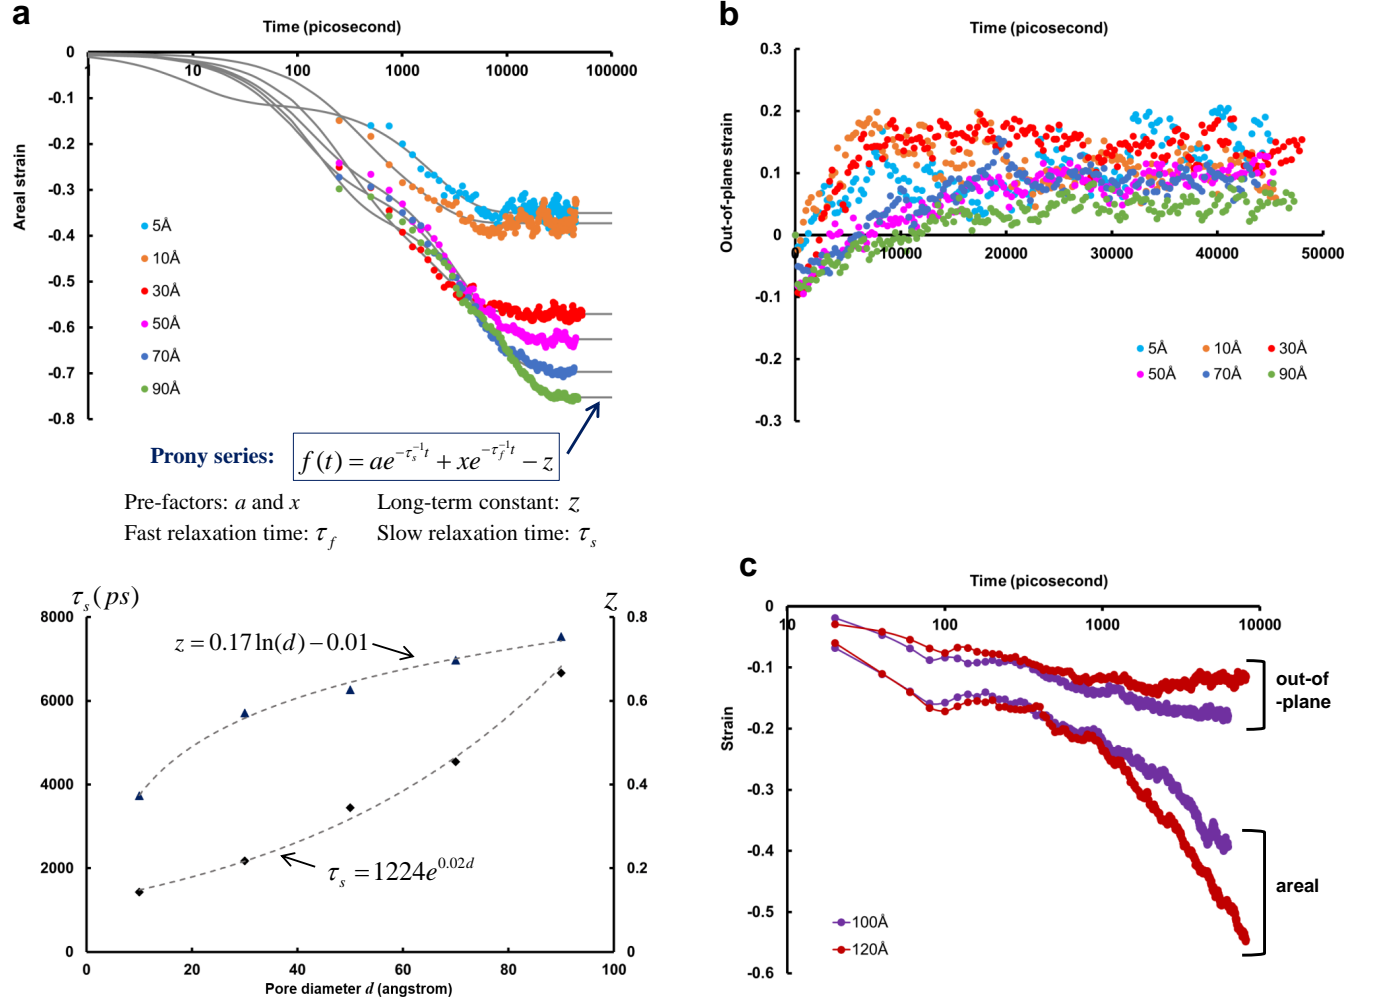 a
Time (picosecond)
0
1 10 100 1000 10000 100000
-0.1
-0.2
-0.3
-0.4
-0.5
-0.6
-0.7
-0.8
Areal strain
5Å
10Å
30Å
50Å
70Å
90Å
Prony series: f(t) = ae^{-τ_s^{-1}t} + xe^{-τ_f^{-1}t} − z
Pre-factors: a and x Long-term constant: z
Fast relaxation time: τ_f Slow relaxation time: τ_s
τ_s(ps) z
8000
6000
4000
2000
0
0.8
0.6
0.4
0.2
0
z = 0.17 ln(d) − 0.01
τ_s = 1224e^{0.02d}
0 20 40 60 80 100
Pore diameter d (angstrom)
b
Time (picosecond)
0.3
0.2
0.1
0
-0.1
-0.2
-0.3
Out-of-plane strain
0 10000 20000 30000 40000 50000
5Å 10Å 30Å
50Å 70Å 90Å
c
Time (picosecond)
0
10 100 1000 10000
-0.1
-0.2
-0.3
-0.4
-0.5
-0.6
Strain
out-of
-plane
areal
100Å
120Å